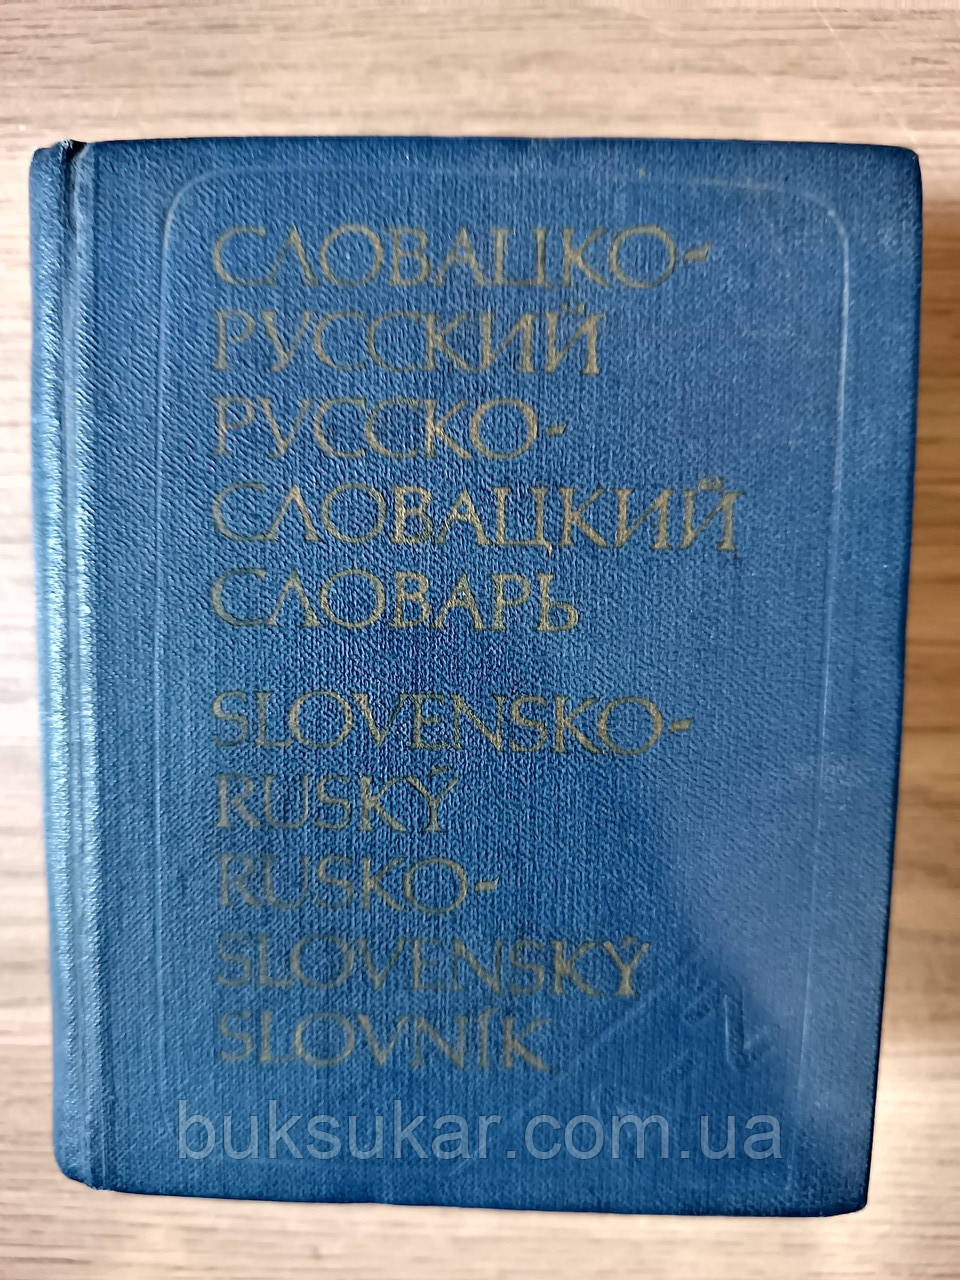 СЛОВАЦКО-
РУССКИЙ
РУССКО-
СЛОВАЦКИЙ
СЛОВАРЬ
SLOVENSKO-
RUSKÝ
RUSKO-
SLOVENSKÝ
SLOVNÍK
buksukar.com.ua